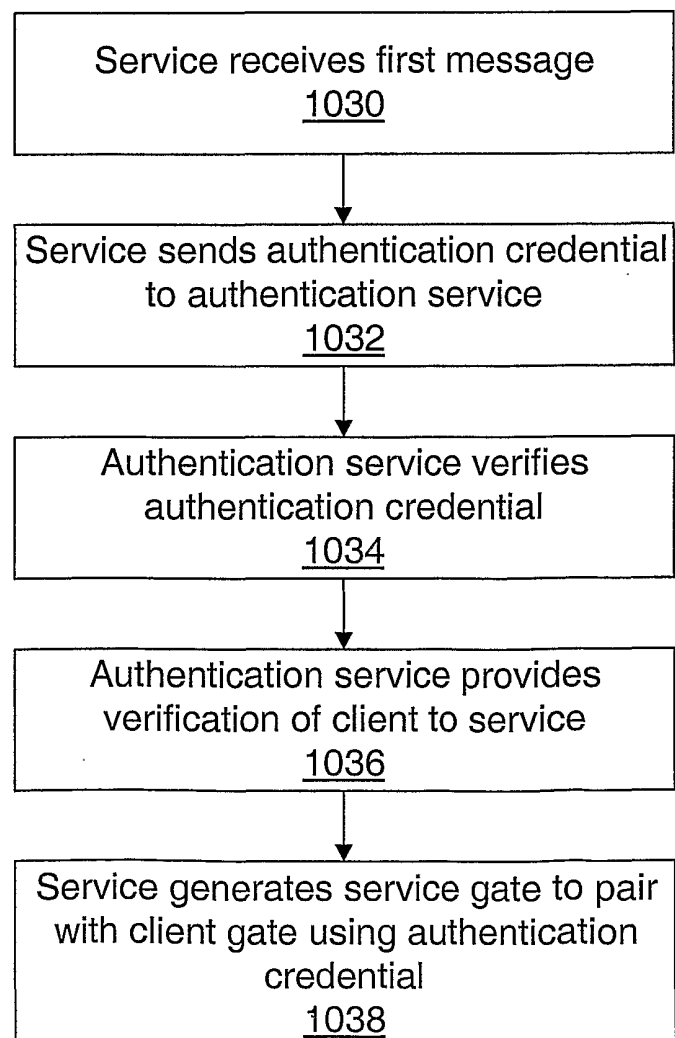 Service receives first message
1030
Service sends authentication credential
to authentication service
1032
Authentication service verifies
authentication credential
1034
Authentication service provides
verification of client to service
1036
Service generates service gate to pair
with client gate using authentication
credential
1038